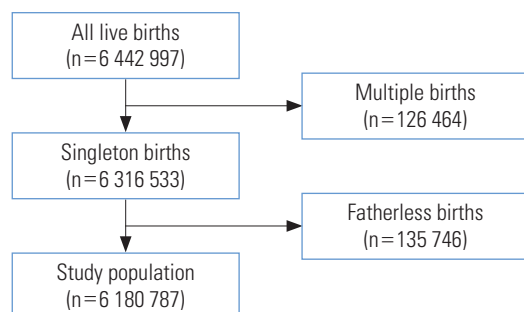 All live births
(n=6 442 997)
Multiple births
(n=126 464)
Singleton births
(n=6 316 533)
Fatherless births
(n=135 746)
Study population
(n=6 180 787)